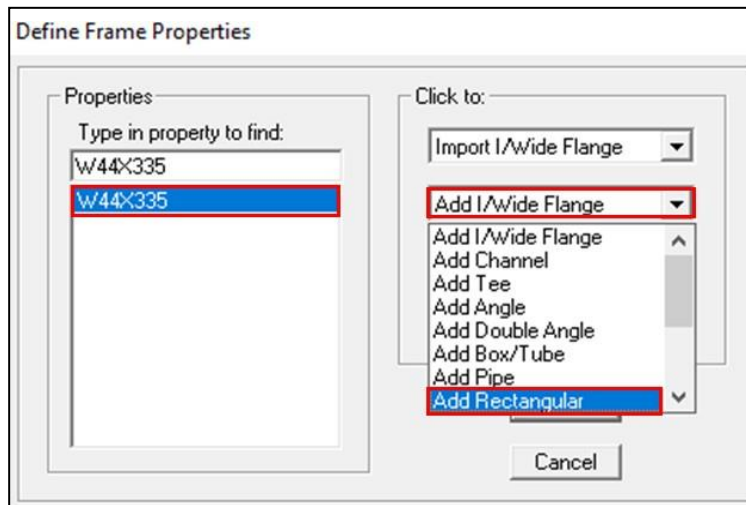 Define Frame Properties
Properties
Type in property to find:
W44X335
W44X335
Click to:
Import I/Wide Flange
Add I/Wide Flange
Add I/Wide Flange
Add Channel
Add Tee
Add Angle
Add Double Angle
Add Box/Tube
Add Pipe
Add Rectangular
Cancel